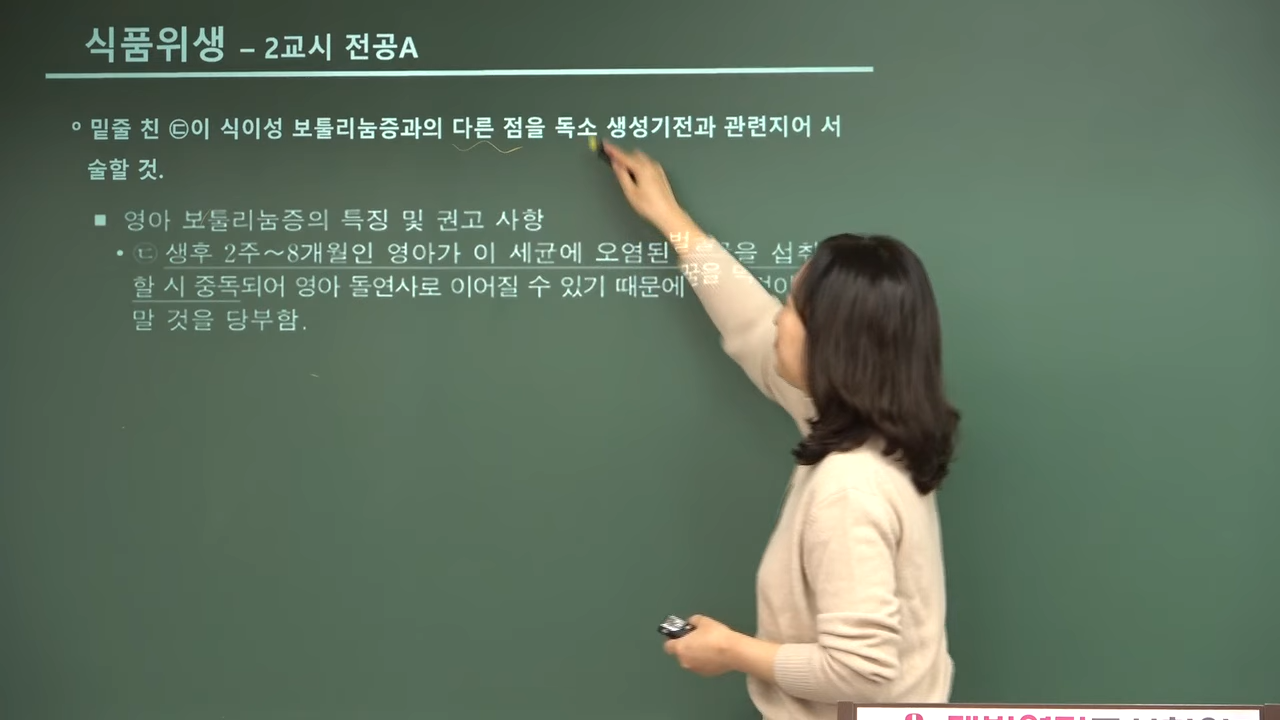 식품위생 – 2교시 전공A
º 밑줄 친 ㉢이 식이성 보툴리눔증과의 다른 점을 독소 생성기전과 관련지어 서
술할 것.
■ 영아 보툴리눔증의 특징 및 권고 사항
• ㉢ 생후 2주～8개월인 영아가 이 세균에 오염된 을 섭취
할 시 중독되어 영아 돌연사로 이어질 수 있기 때문에 꿀을
말 것을 당부함.